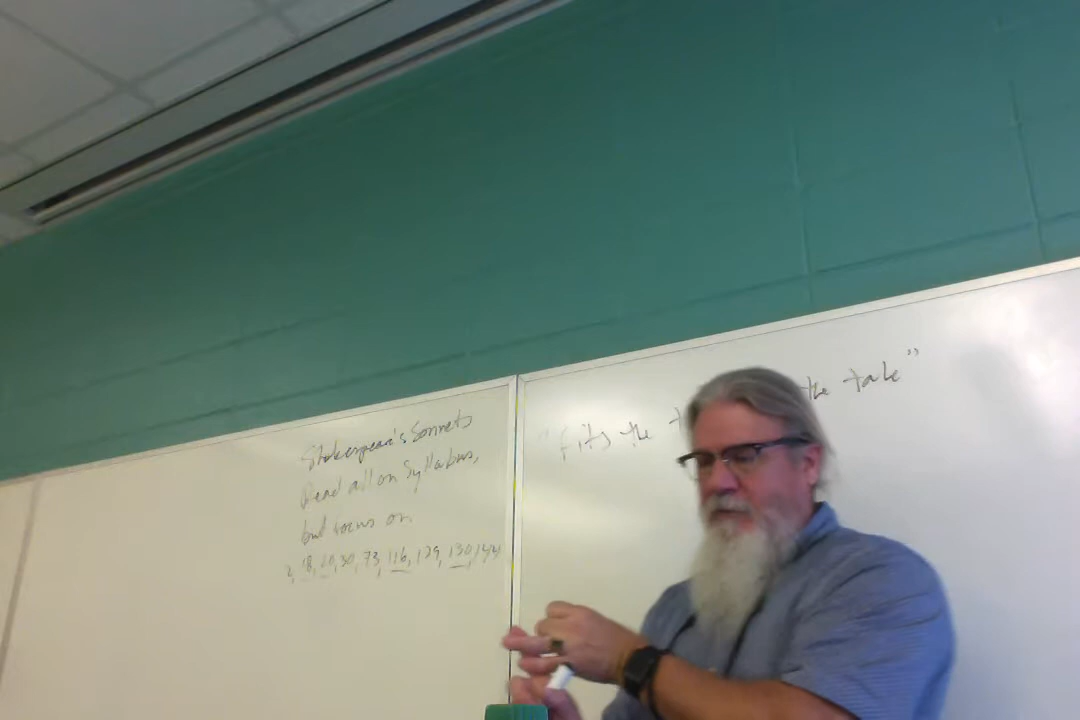 Shakespeare's Sonnets
Read all on Syllabus,
but focus on
2, 18, 20, 30, 73, 116, 129, 130, 144
"Fits the the tale"